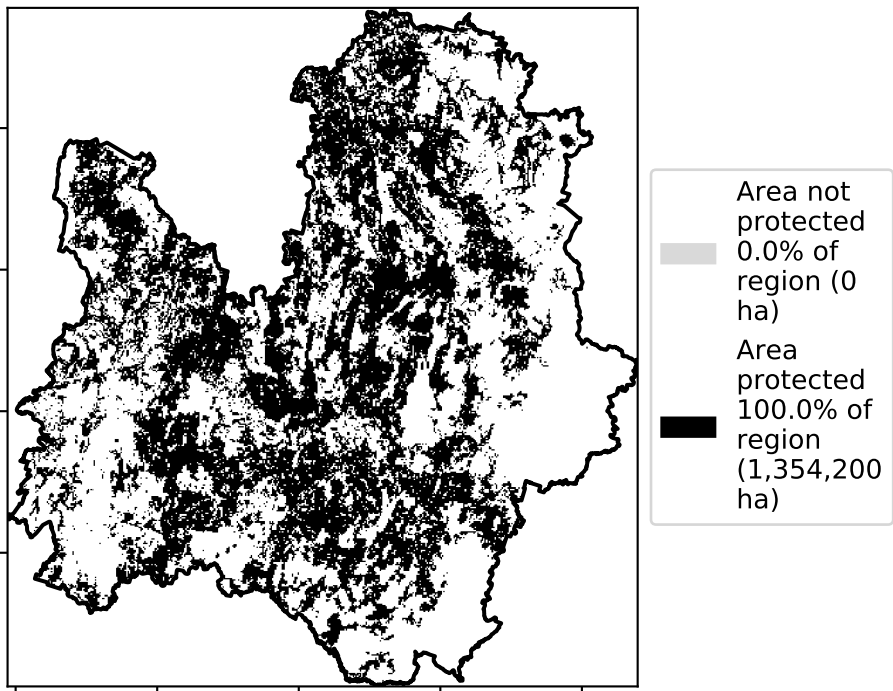 Area not
protected
0.0% of
region (0
ha)
Area
protected
100.0% of
region
(1,354,200
ha)